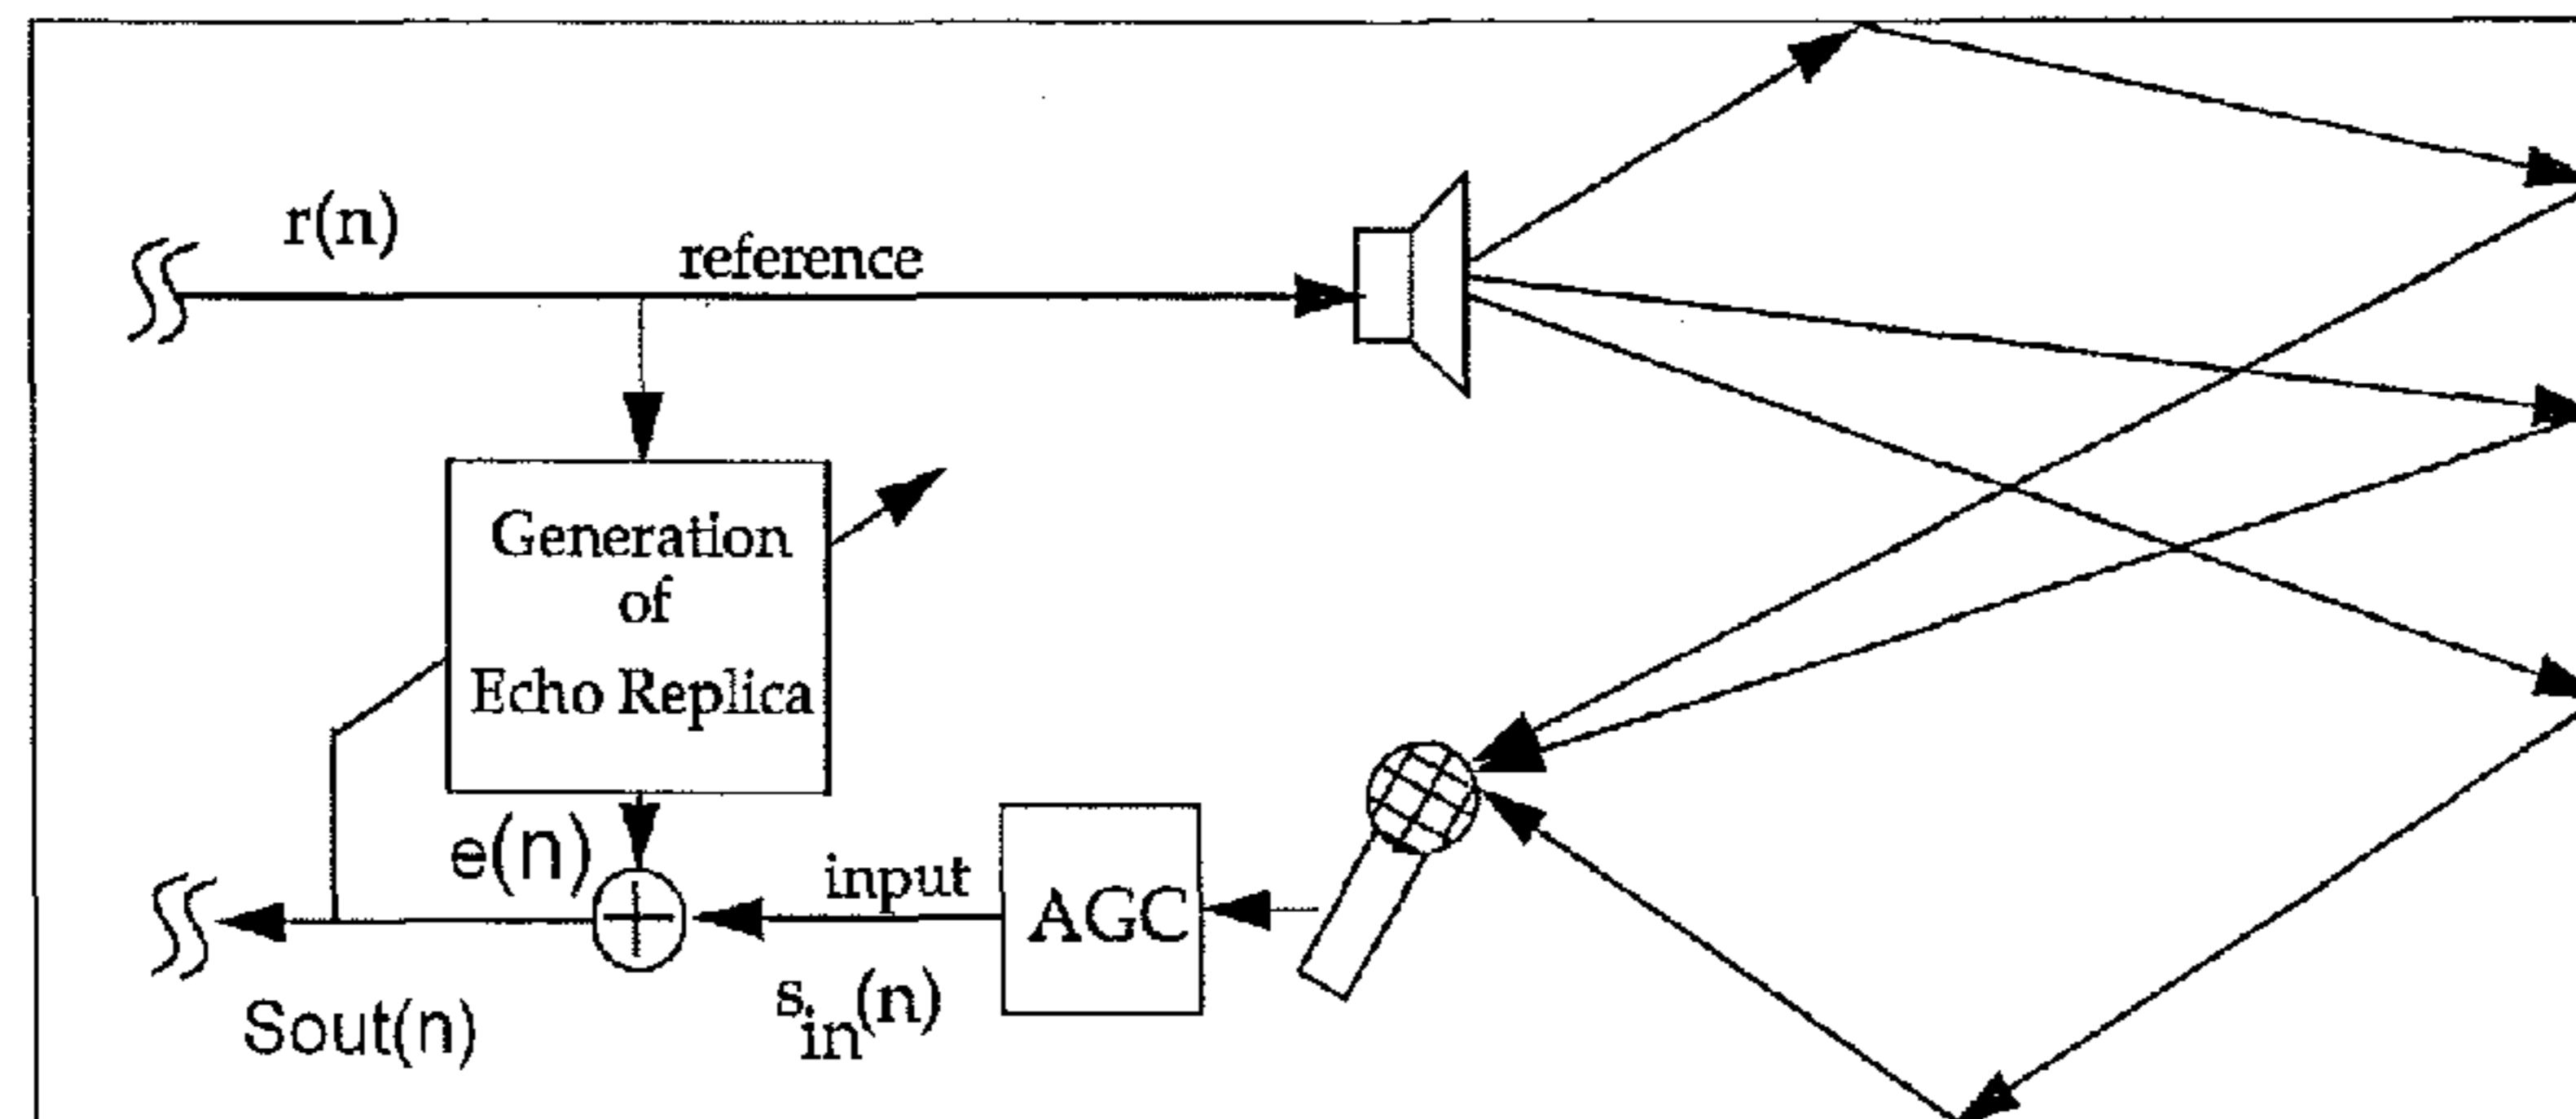 r(n)
reference
Generation
of
Echo Replica
e(n)
input
AGC
s_in(n)
Sout(n)